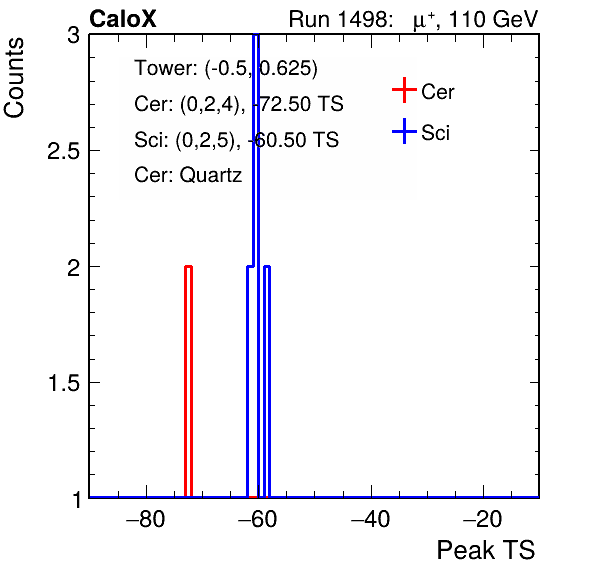 CaloX Run 1498: μ⁺, 110 GeV
Counts
3
2.5
2
1.5
1
Tower: (-0.5, 0.625)
Cer: (0,2,4), -72.50 TS
Sci: (0,2,5), -60.50 TS
Cer: Quartz
Cer
Sci
−80 −60 −40 −20
Peak TS